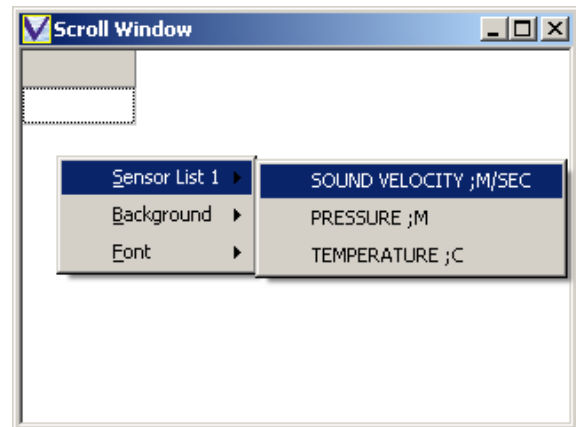 Scroll Window
Sensor List 1
Background
Font
SOUND VELOCITY ;M/SEC
PRESSURE ;M
TEMPERATURE ;C